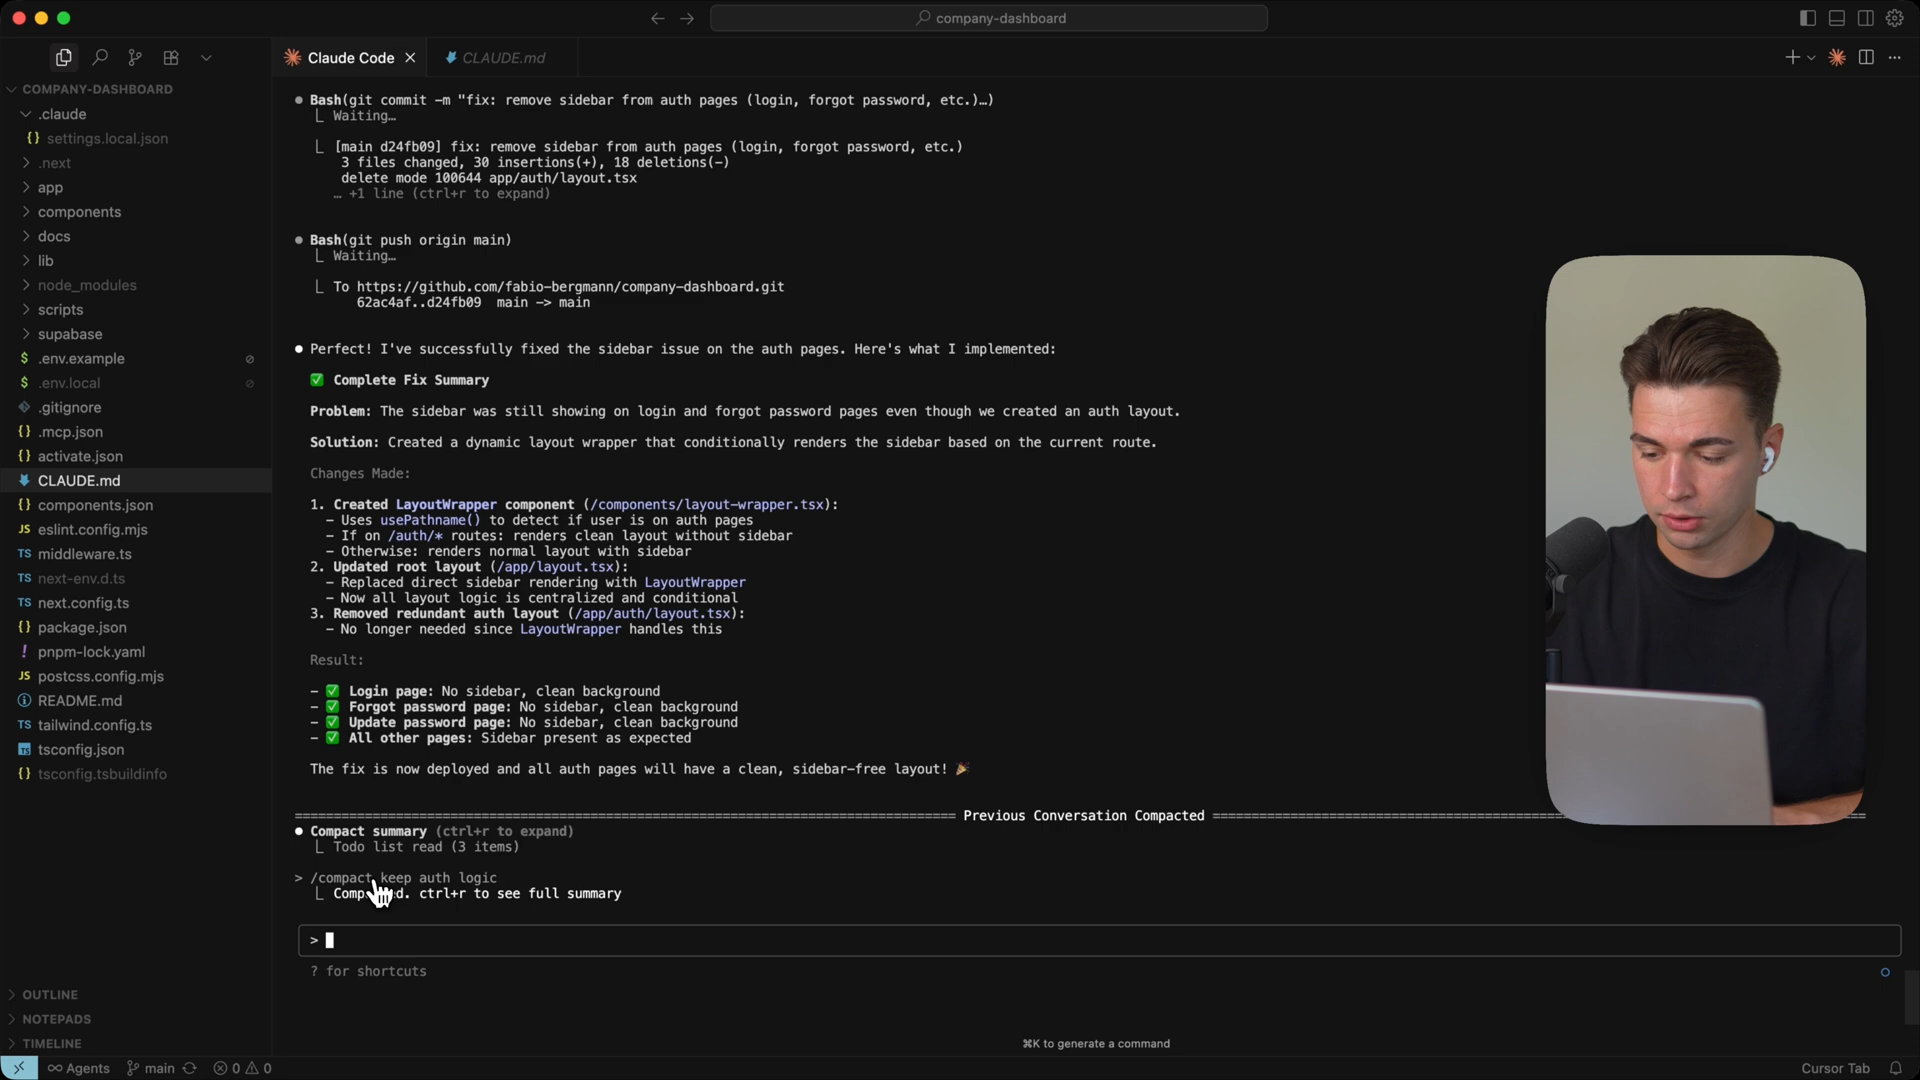 company-dashboard
Claude Code
CLAUDE.md
COMPANY-DASHBOARD
.claude
settings.local.json
.next
app
components
docs
lib
node_modules
scripts
supabase
$ .env.example
$ .env.local
.gitignore
{} .mcp.json
{} activate.json
CLAUDE.md
{} components.json
JS eslint.config.mjs
TS middleware.ts
TS next-env.d.ts
TS next.config.ts
{} package.json
! pnpm-lock.yaml
JS postcss.config.mjs
README.md
TS tailwind.config.ts
TS tsconfig.json
{} tsconfig.tsbuildinfo
OUTLINE
NOTEPADS
TIMELINE
Bash(git commit -m "fix: remove sidebar from auth pages (login, forgot password, etc.)…)
Waiting…
[main d24fb09] fix: remove sidebar from auth pages (login, forgot password, etc.)
3 files changed, 30 insertions(+), 18 deletions(-)
delete mode 100644 app/auth/layout.tsx
… +1 line (ctrl+r to expand)
Bash(git push origin main)
Waiting…
To https://github.com/fabio-bergmann/company-dashboard.git
62ac4af..d24fb09 main -> main
Perfect! I've successfully fixed the sidebar issue on the auth pages. Here's what I implemented:
✅ Complete Fix Summary
Problem: The sidebar was still showing on login and forgot password pages even though we created an auth layout.
Solution: Created a dynamic layout wrapper that conditionally renders the sidebar based on the current route.
Changes Made:
1. Created LayoutWrapper component (/components/layout-wrapper.tsx):
- Uses usePathname() to detect if user is on auth pages
- If on /auth/* routes: renders clean layout without sidebar
- Otherwise: renders normal layout with sidebar
2. Updated root layout (/app/layout.tsx):
- Replaced direct sidebar rendering with LayoutWrapper
- Now all layout logic is centralized and conditional
3. Removed redundant auth layout (/app/auth/layout.tsx):
- No longer needed since LayoutWrapper handles this
Result:
- ✅ Login page: No sidebar, clean background
- ✅ Forgot password page: No sidebar, clean background
- ✅ Update password page: No sidebar, clean background
- ✅ All other pages: Sidebar present as expected
The fix is now deployed and all auth pages will have a clean, sidebar-free layout! 🎉
Previous Conversation Compacted
Compact summary (ctrl+r to expand)
Todo list read (3 items)
> /compact keep auth logic
ctrl+r to see full summary
>
? for shortcuts
⌘K to generate a command
Agents main 0 0
Cursor Tab